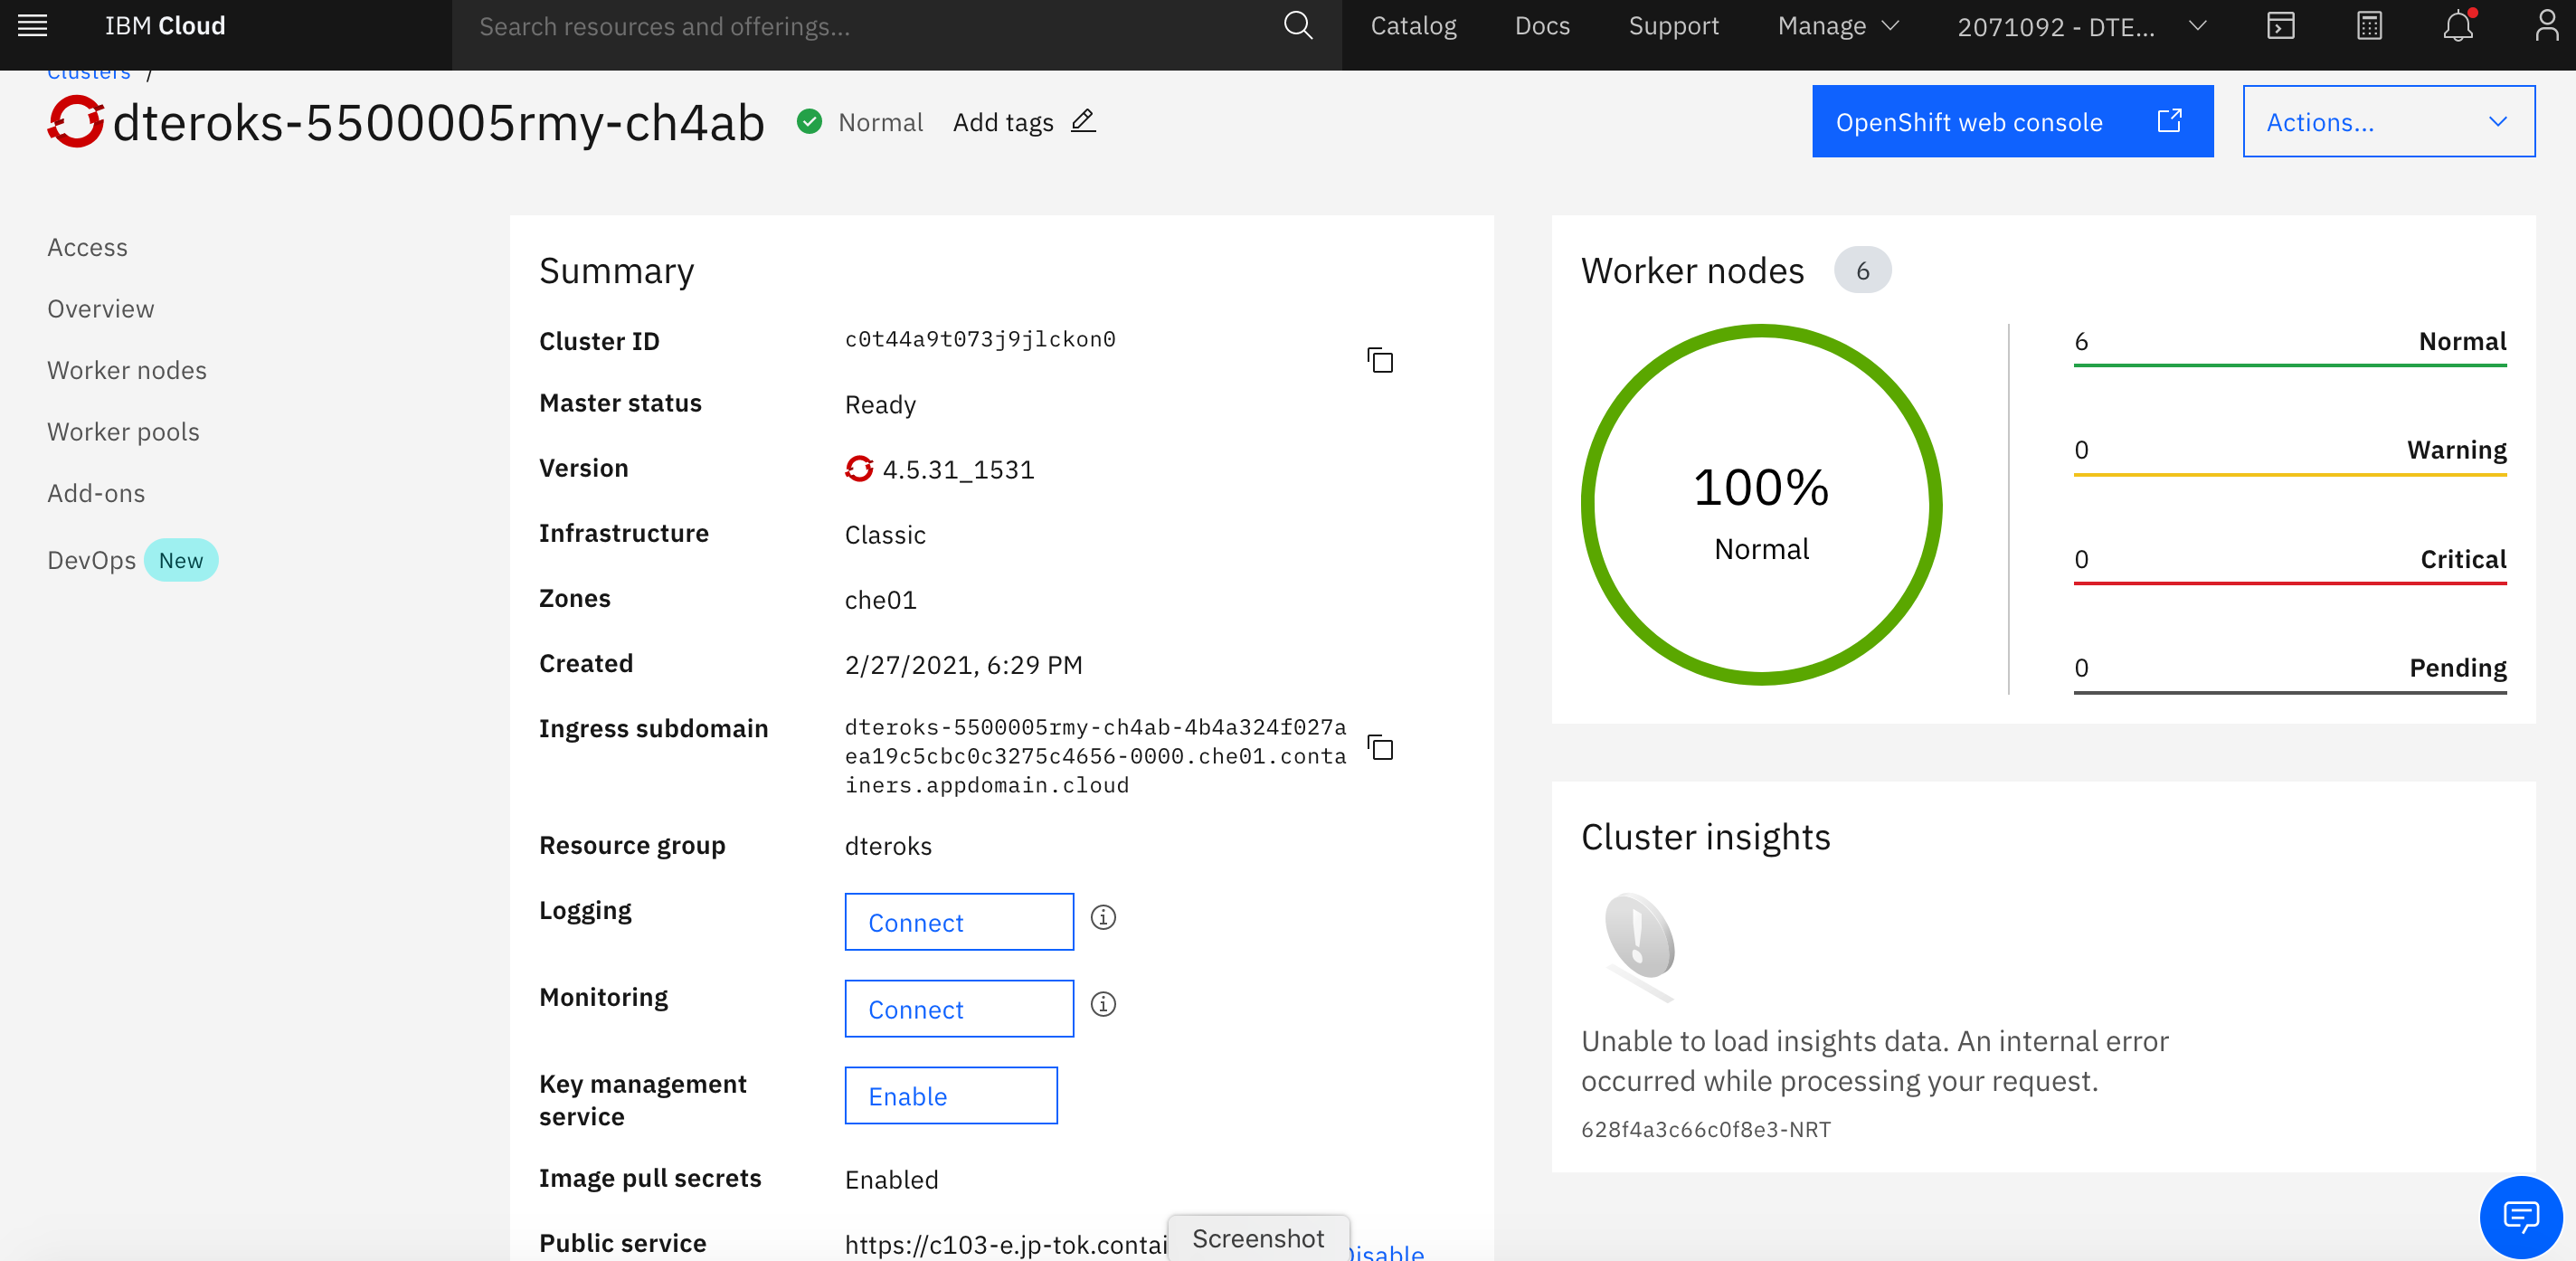 IBM Cloud
Search resources and offerings...
Catalog
Docs
Support
Manage
2071092 - DTE...
Clusters /
dteroks-5500005rmy-ch4ab
Normal
Add tags
OpenShift web console
Actions...
Access
Overview
Worker nodes
Worker pools
Add-ons
DevOps New
Summary
Cluster ID
c0t44a9t073j9jlckon0
Master status
Ready
Version
4.5.31_1531
Infrastructure
Classic
Zones
che01
Created
2/27/2021, 6:29 PM
Ingress subdomain
dteroks-5500005rmy-ch4ab-4b4a324f027a
ea19c5cbc0c3275c4656-0000.che01.conta
iners.appdomain.cloud
Resource group
dteroks
Logging
Connect
Monitoring
Connect
Key management
service
Enable
Image pull secrets
Enabled
Public service
https://c103-e.jp-tok.contai
Screenshot
Disable
Worker nodes 6
100%
Normal
6 Normal
0 Warning
0 Critical
0 Pending
Cluster insights
Unable to load insights data. An internal error
occurred while processing your request.
628f4a3c66c0f8e3-NRT